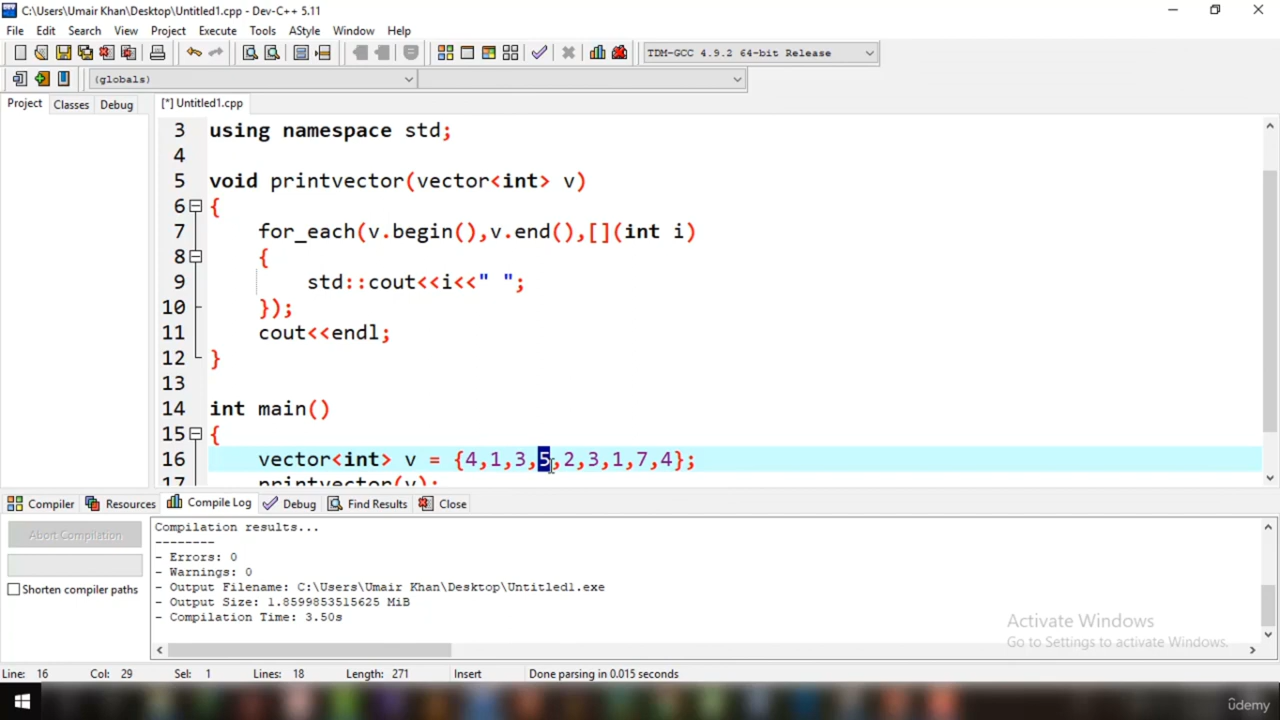 C:\Users\Umair Khan\Desktop\Untitled1.cpp - Dev-C++ 5.11
File Edit Search View Project Execute Tools AStyle Window Help
TDM-GCC 4.9.2 64-bit Release
(globals)
Project Classes Debug [*] Untitled1.cpp
3 using namespace std;
4
5 void printvector(vector<int> v)
6 {
7 for_each(v.begin(),v.end(),[](int i)
8 {
9 std::cout<<i<<" ";
10 });
11 cout<<endl;
12 }
13
14 int main()
15 {
16 vector<int> v = {4,1,3,5,2,3,1,7,4};
17 printvector(v);
Compiler Resources Compile Log Debug Find Results Close
Abort Compilation
Shorten compiler paths
Compilation results...
--------
- Errors: 0
- Warnings: 0
- Output Filename: C:\Users\Umair Khan\Desktop\Untitled1.exe
- Output Size: 1.8599853515625 MiB
- Compilation Time: 3.50s
Activate Windows
Go to Settings to activate Windows.
Line: 16 Col: 29 Sel: 1 Lines: 18 Length: 271 Insert Done parsing in 0.015 seconds
ûdemy